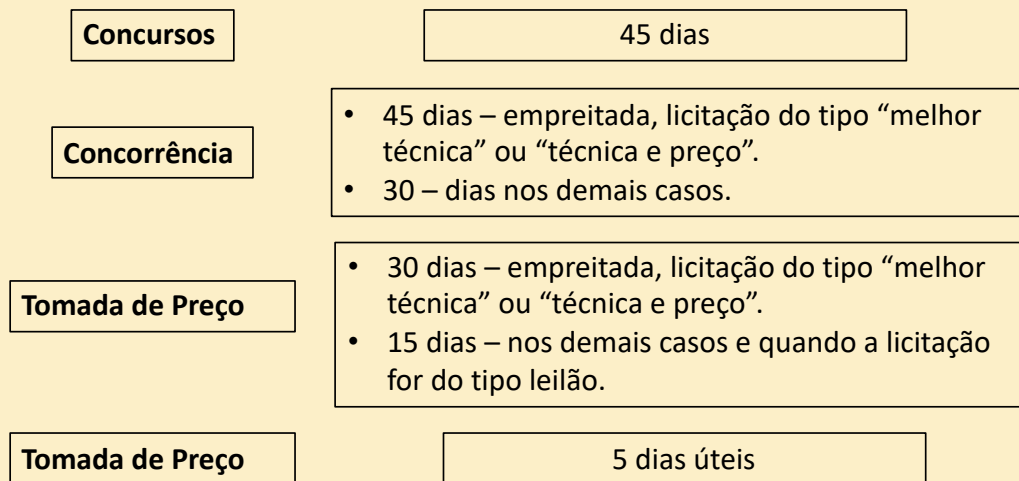 Concursos
45 dias
Concorrência
• 45 dias – empreitada, licitação do tipo “melhor
técnica” ou “técnica e preço”.
• 30 – dias nos demais casos.
Tomada de Preço
• 30 dias – empreitada, licitação do tipo “melhor
técnica” ou “técnica e preço”.
• 15 dias – nos demais casos e quando a licitação
for do tipo leilão.
Tomada de Preço
5 dias úteis